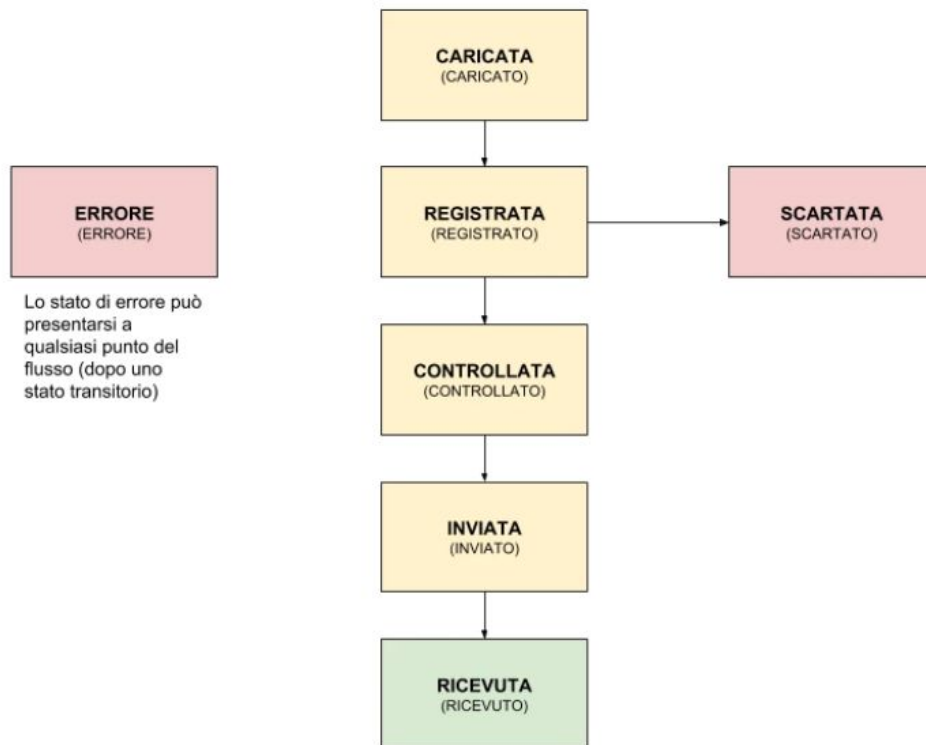 CARICATA
(CARICATO)
ERRORE
(ERRORE)
Lo stato di errore può
presentarsi a
qualsiasi punto del
flusso (dopo uno
stato transitorio)
REGISTRATA
(REGISTRATO)
SCARTATA
(SCARTATO)
CONTROLLATA
(CONTROLLATO)
INVIATA
(INVIATO)
RICEVUTA
(RICEVUTO)